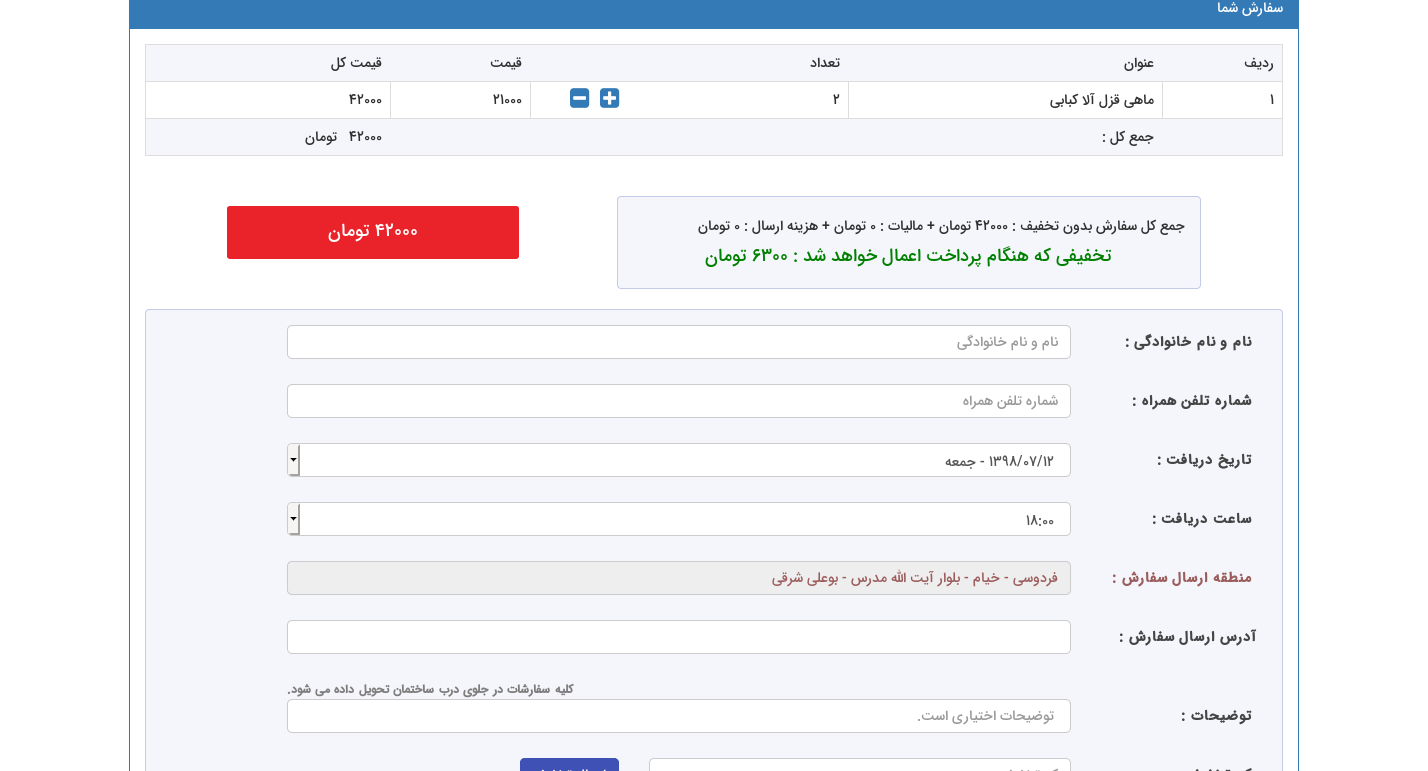 سفارش شما
ردیف عنوان تعداد قیمت قیمت کل
۱ ماهی قزل آلا کبابی ۲ ۲۱۰۰۰ ۴۲۰۰۰
جمع کل : ۴۲۰۰۰ تومان
جمع کل سفارش بدون تخفیف : ۴۲۰۰۰ تومان + مالیات : ۰ تومان + هزینه ارسال : ۰ تومان
تخفیفی که هنگام پرداخت اعمال خواهد شد : ۶۳۰۰ تومان
۴۲۰۰۰ تومان
نام و نام خانوادگی : نام و نام خانوادگی
شماره تلفن همراه : شماره تلفن همراه
تاریخ دریافت : ۱۳۹۸/۰۷/۱۲ - جمعه
ساعت دریافت : ۱۸:۰۰
منطقه ارسال سفارش : فردوسی - خیام - بلوار آیت الله مدرس - بوعلی شرقی
آدرس ارسال سفارش :
کلیه سفارشات در جلوی درب ساختمان تحویل داده می شود.
توضیحات : توضیحات اختیاری است.